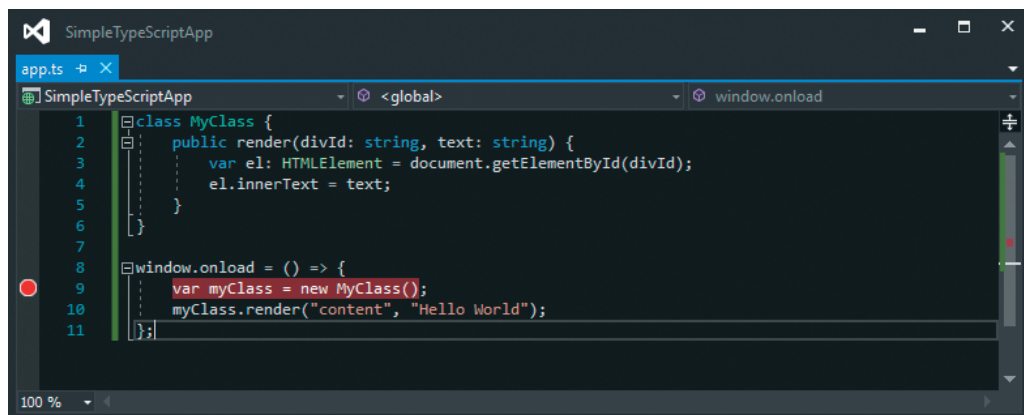 SimpleTypeScriptApp
app.ts
SimpleTypeScriptApp <global> window.onload
1 class MyClass {
2 public render(divId: string, text: string) {
3 var el: HTMLElement = document.getElementById(divId);
4 el.innerText = text;
5 }
6 }
7
8 window.onload = () => {
9 var myClass = new MyClass();
10 myClass.render("content", "Hello World");
11 };
100 %